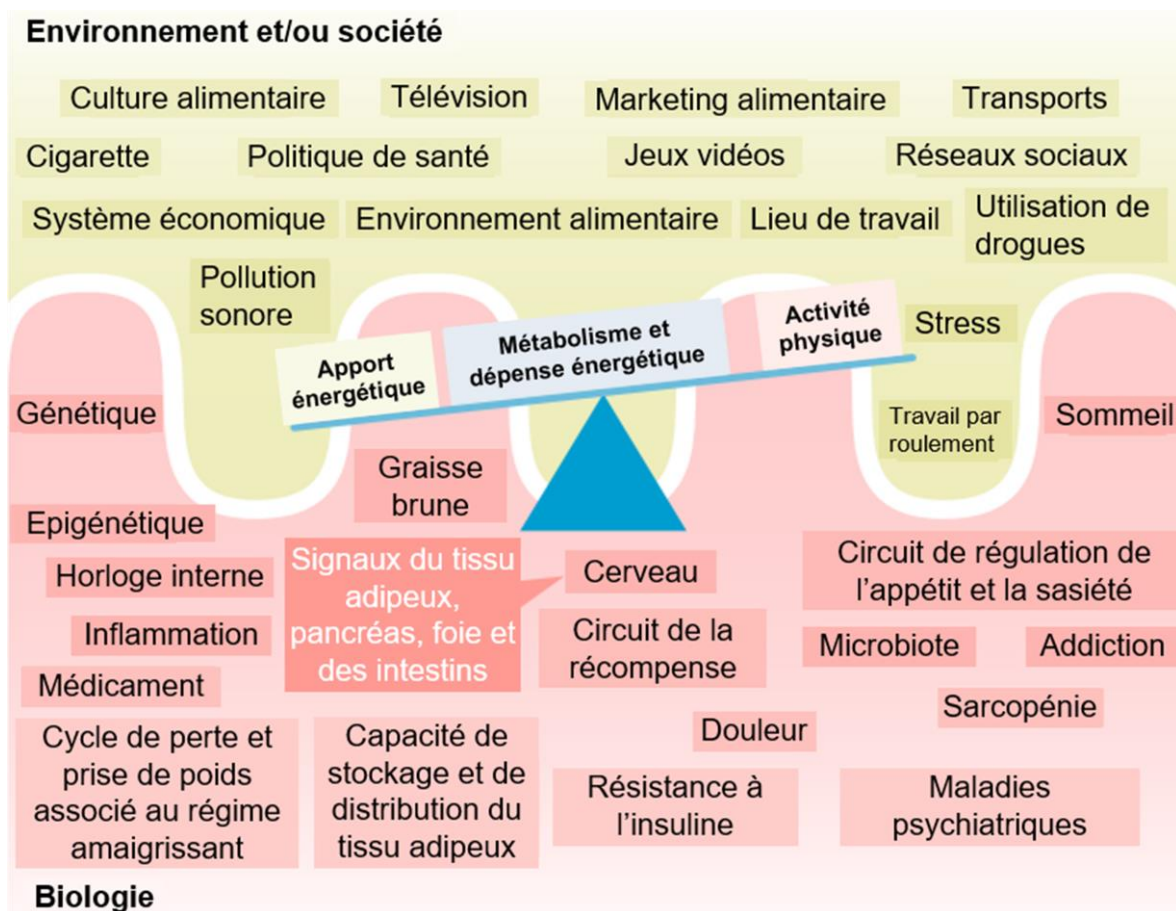 Environnement et/ou société
Culture alimentaire
Télévision
Marketing alimentaire
Transports
Cigarette
Politique de santé
Jeux vidéos
Réseaux sociaux
Système économique
Environnement alimentaire
Lieu de travail
Utilisation de
drogues
Pollution
sonore
Apport
énergétique
Métabolisme et
dépense énergétique
Activité
physique
Stress
Génétique
Travail par
roulement
Sommeil
Graisse
brune
Epigénétique
Horloge interne
Inflammation
Médicament
Signaux du tissu
adipeux,
pancréas, foie et
des intestins
Cerveau
Circuit de la
récompense
Circuit de régulation de
l’appétit et la sasiété
Microbiote
Addiction
Sarcopénie
Douleur
Cycle de perte et
prise de poids
associé au régime
amaigrissant
Capacité de
stockage et de
distribution du
tissu adipeux
Résistance à
l’insuline
Maladies
psychiatriques
Biologie